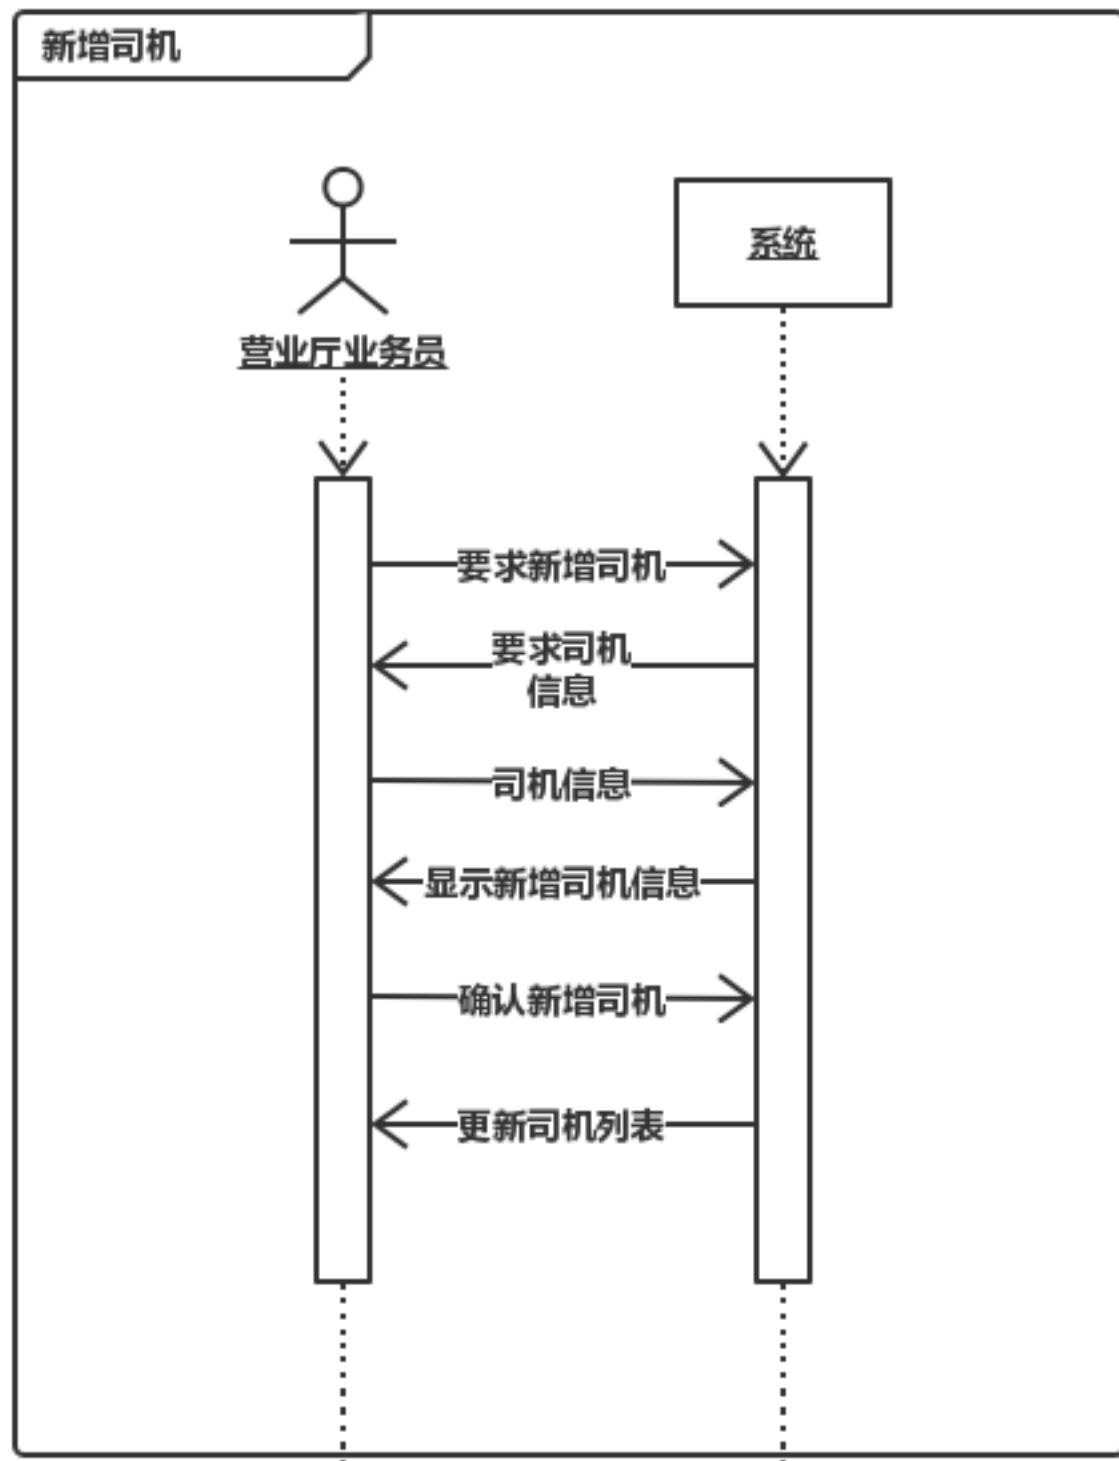 新增司机
系统
营业厅业务员
要求新增司机
要求司机
信息
司机信息
显示新增司机信息
确认新增司机
更新司机列表